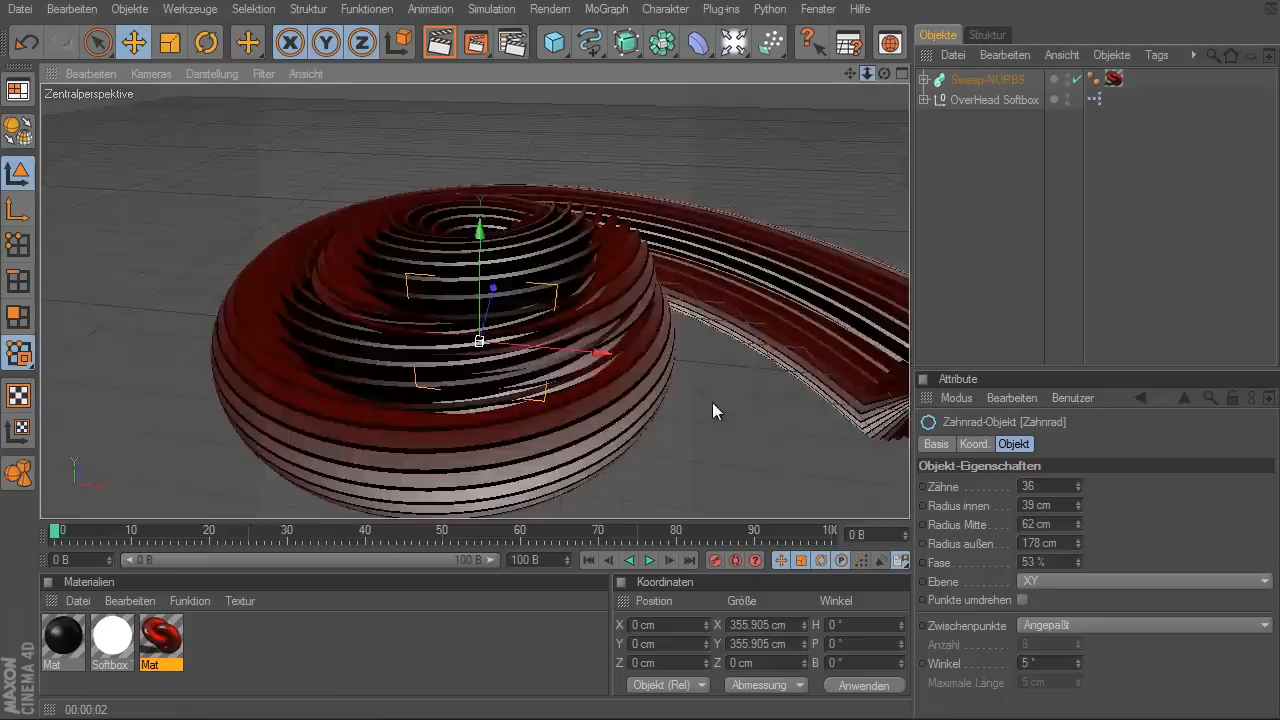 Datei Bearbeiten Objekte Werkzeuge Selektion Struktur Funktionen Animation Simulation Rendern MoGraph Charakter Plug-ins Python Fenster Hilfe
Objekte Struktur
Datei Bearbeiten Ansicht Objekte Tags
Bearbeiten Kameras Darstellung Filter Ansicht
Zentralperspektive
Sweep-NURBS
OverHead Softbox
Y
X
Y
Z
Attribute
Modus Bearbeiten Benutzer
Zahnrad-Objekt [Zahnrad]
Basis Koord. Objekt
Objekt-Eigenschaften
Zähne 36
Radius innen 39 cm
Radius Mitte 62 cm
Radius außen 178 cm
Fase 53 %
Ebene XY
Punkte umdrehen
Zwischenpunkte Angepaßt
Anzahl 8
Winkel 5 °
Maximale Länge 5 cm
0 10 20 30 40 50 60 70 80 90 100 0 B
0 B 0 B 100 B 100 B
Materialien
Datei Bearbeiten Funktion Textur
Mat Softbox Mat
Koordinaten
Position Größe Winkel
X 0 cm X 355.905 cm H 0 °
Y 0 cm Y 355.905 cm P 0 °
Z 0 cm Z 0 cm B 0 °
Objekt (Rel) Abmessung Anwenden
MAXON
CINEMA 4D
00:00:02